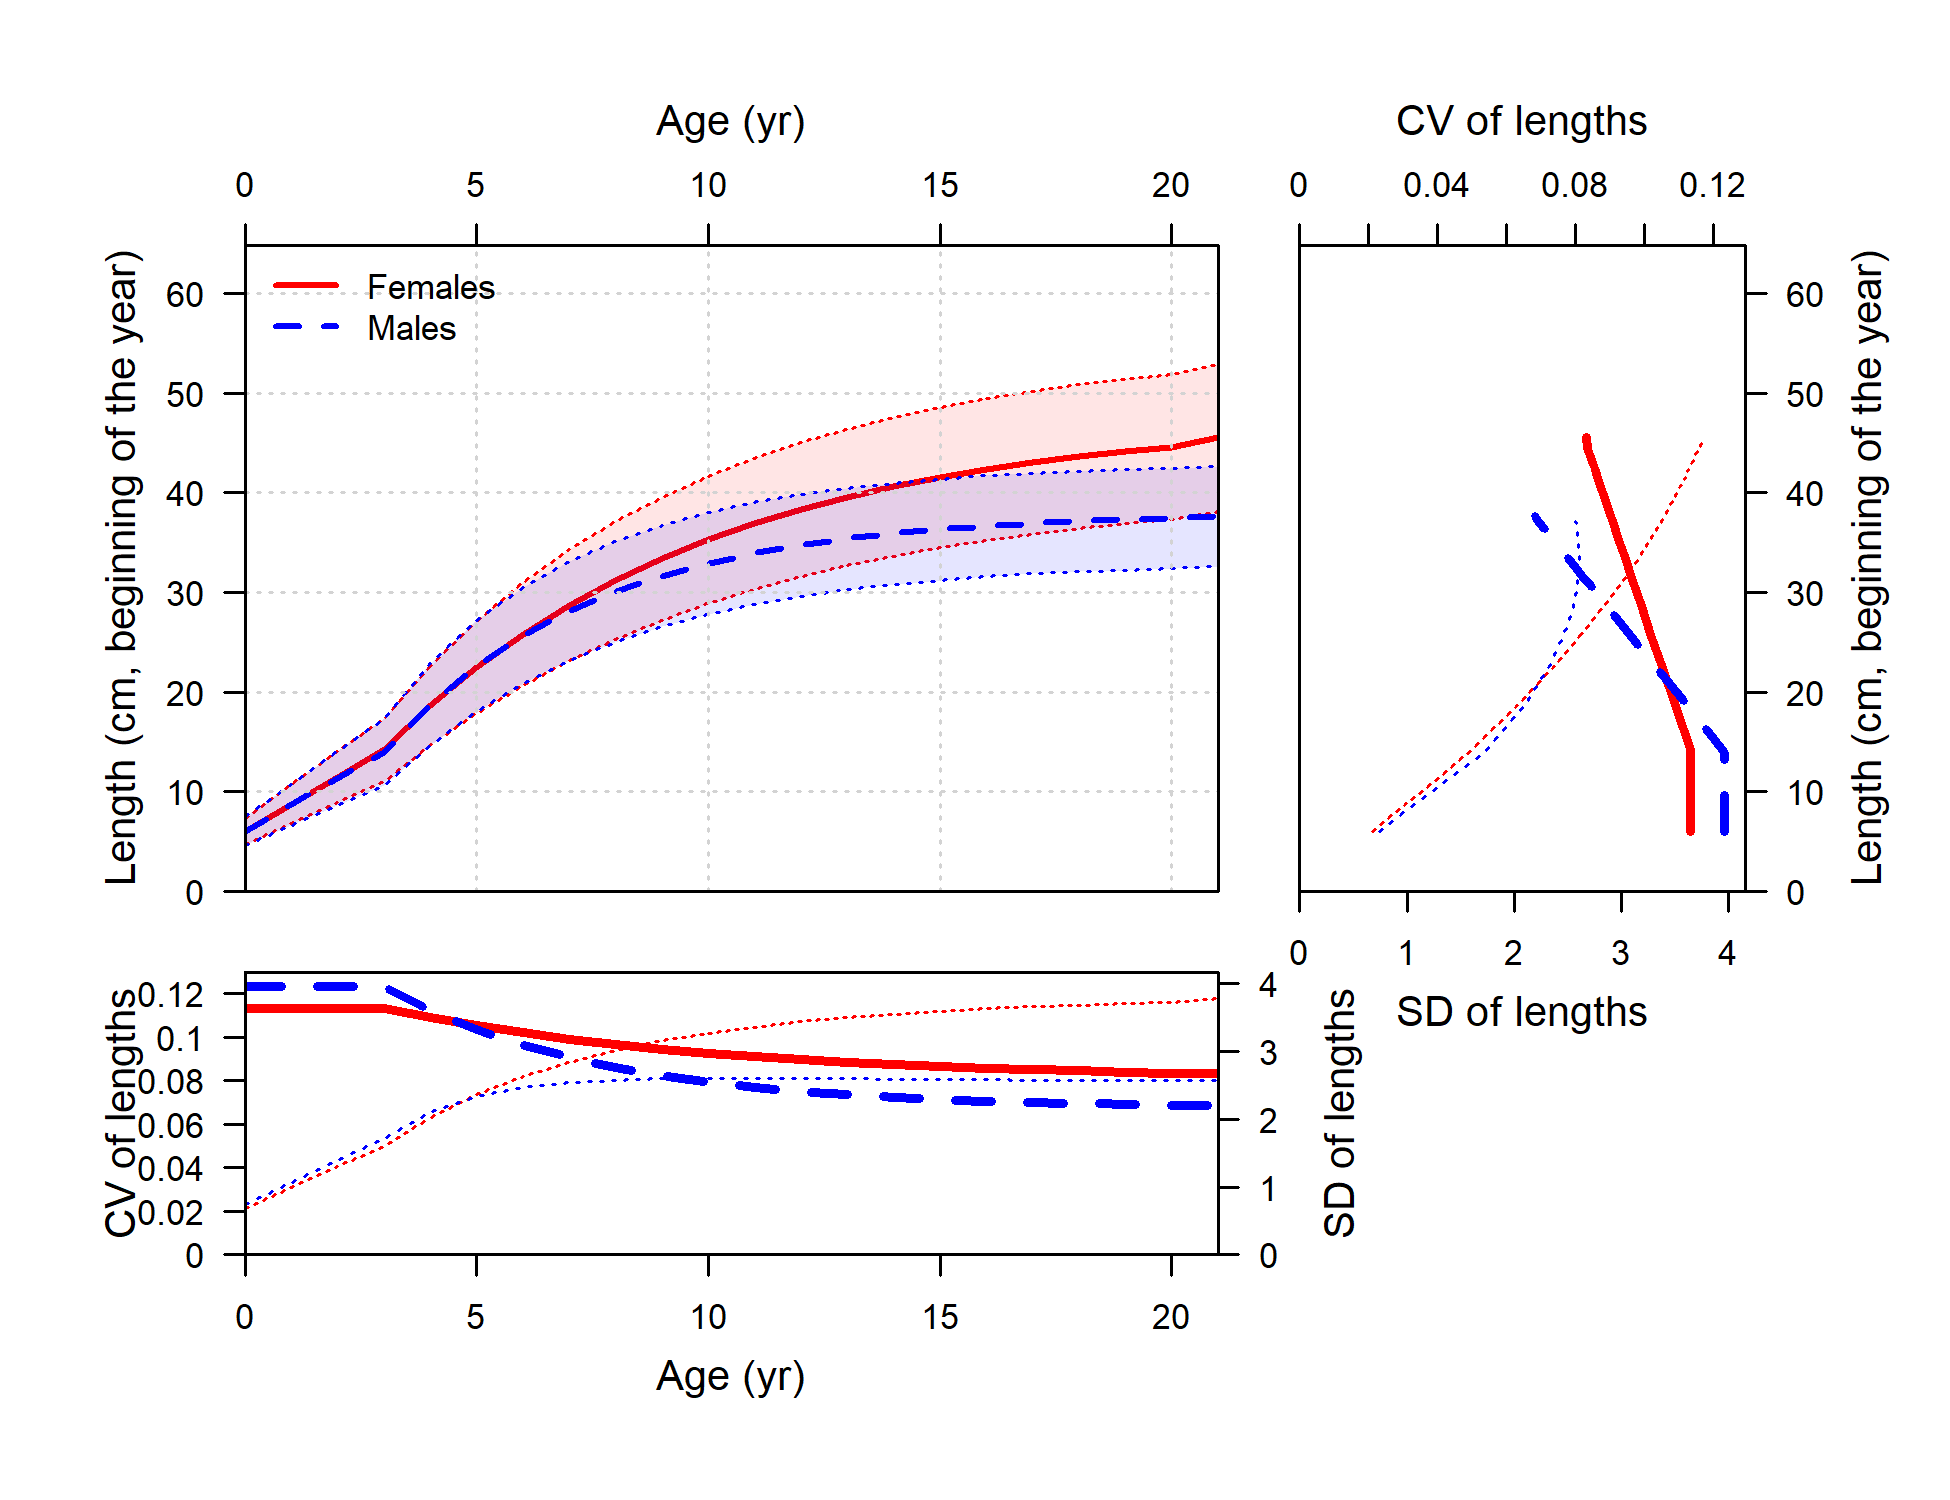 Age (yr)
CV of lengths
0 5 10 15 20
0 0.04 0.08 0.12
Length (cm, beginning of the year)
60
50
40
30
20
10
0
Females
Males
60
50
40
30
20
10
0
Length (cm, beginning of the year)
0 1 2 3 4
SD of lengths
CV of lengths
0.12
0.1
0.08
0.06
0.04
0.02
0
4
3
2
1
0
SD of lengths
0 5 10 15 20
Age (yr)